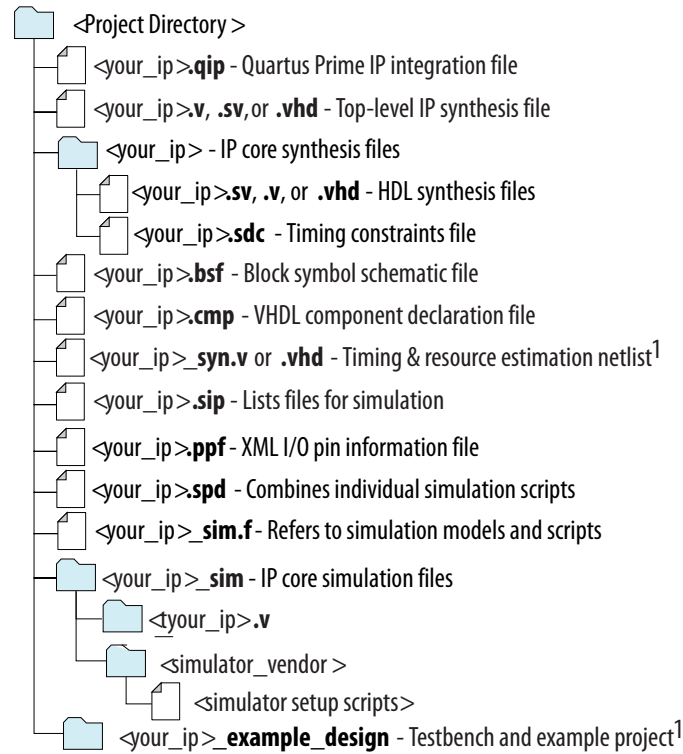 <Project Directory >
<your_ip>.qip - Quartus Prime IP integration file
<your_ip>.v, .sv, or .vhd - Top-level IP synthesis file
<your_ip> - IP core synthesis files
<your_ip>.sv, .v, or .vhd - HDL synthesis files
<your_ip>.sdc - Timing constraints file
<your_ip>.bsf - Block symbol schematic file
<your_ip>.cmp - VHDL component declaration file
<your_ip>_syn.v or .vhd - Timing & resource estimation netlist1
<your_ip>.sip - Lists files for simulation
<your_ip>.ppf - XML I/O pin information file
<your_ip>.spd - Combines individual simulation scripts
<your_ip>_sim.f - Refers to simulation models and scripts
<your_ip>_sim - IP core simulation files
<tyour_ip>.v
<simulator_vendor >
<simulator setup scripts>
<your_ip>_example_design - Testbench and example project1